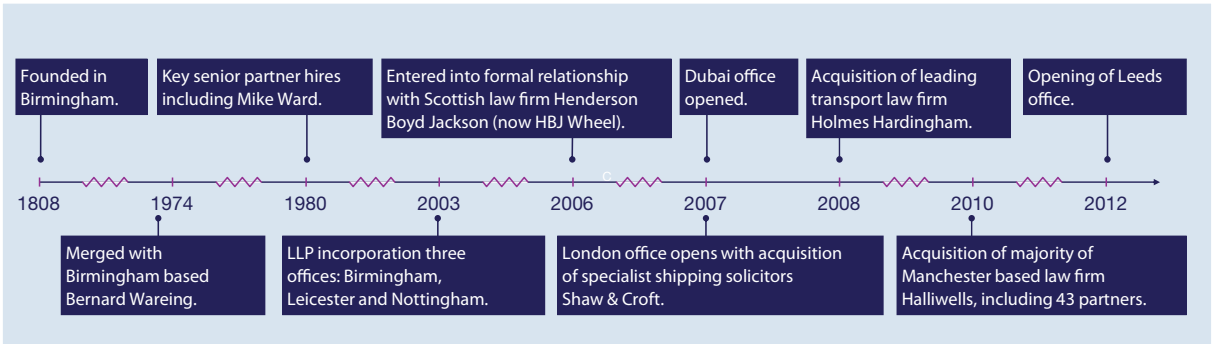 Founded in
Birmingham.
Key senior partner hires
including Mike Ward.
Entered into formal relationship
with Scottish law firm Henderson
Boyd Jackson (now HBJ Wheel).
Dubai office
opened.
Acquisition of leading
transport law firm
Holmes Hardingham.
Opening of Leeds
office.
C
1808 1974 1980 2003 2006 2007 2008 2010 2012
Merged with
Birmingham based
Bernard Wareing.
LLP incorporation three
offices: Birmingham,
Leicester and Nottingham.
London office opens with acquisition
of specialist shipping solicitors
Shaw & Croft.
Acquisition of majority of
Manchester based law firm
Halliwells, including 43 partners.